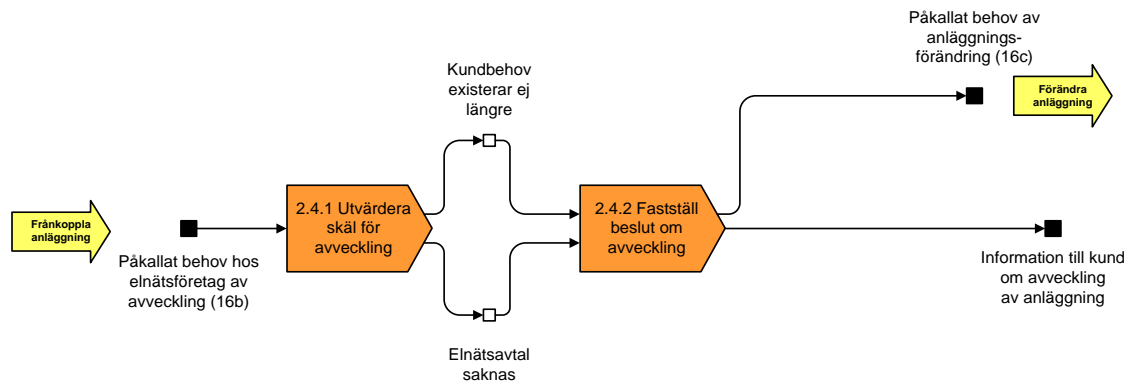 Påkallat behov av
anläggnings-
förändring (16c)
Förändra
anläggning
Kundbehov
existerar ej
längre
2.4.1 Utvärdera
skäl för
avveckling
2.4.2 Fastställ
beslut om
avveckling
Frånkoppla
anläggning
Påkallat behov hos
elnätsföretag av
avveckling (16b)
Information till kund
om avveckling
av anläggning
Elnätsavtal
saknas